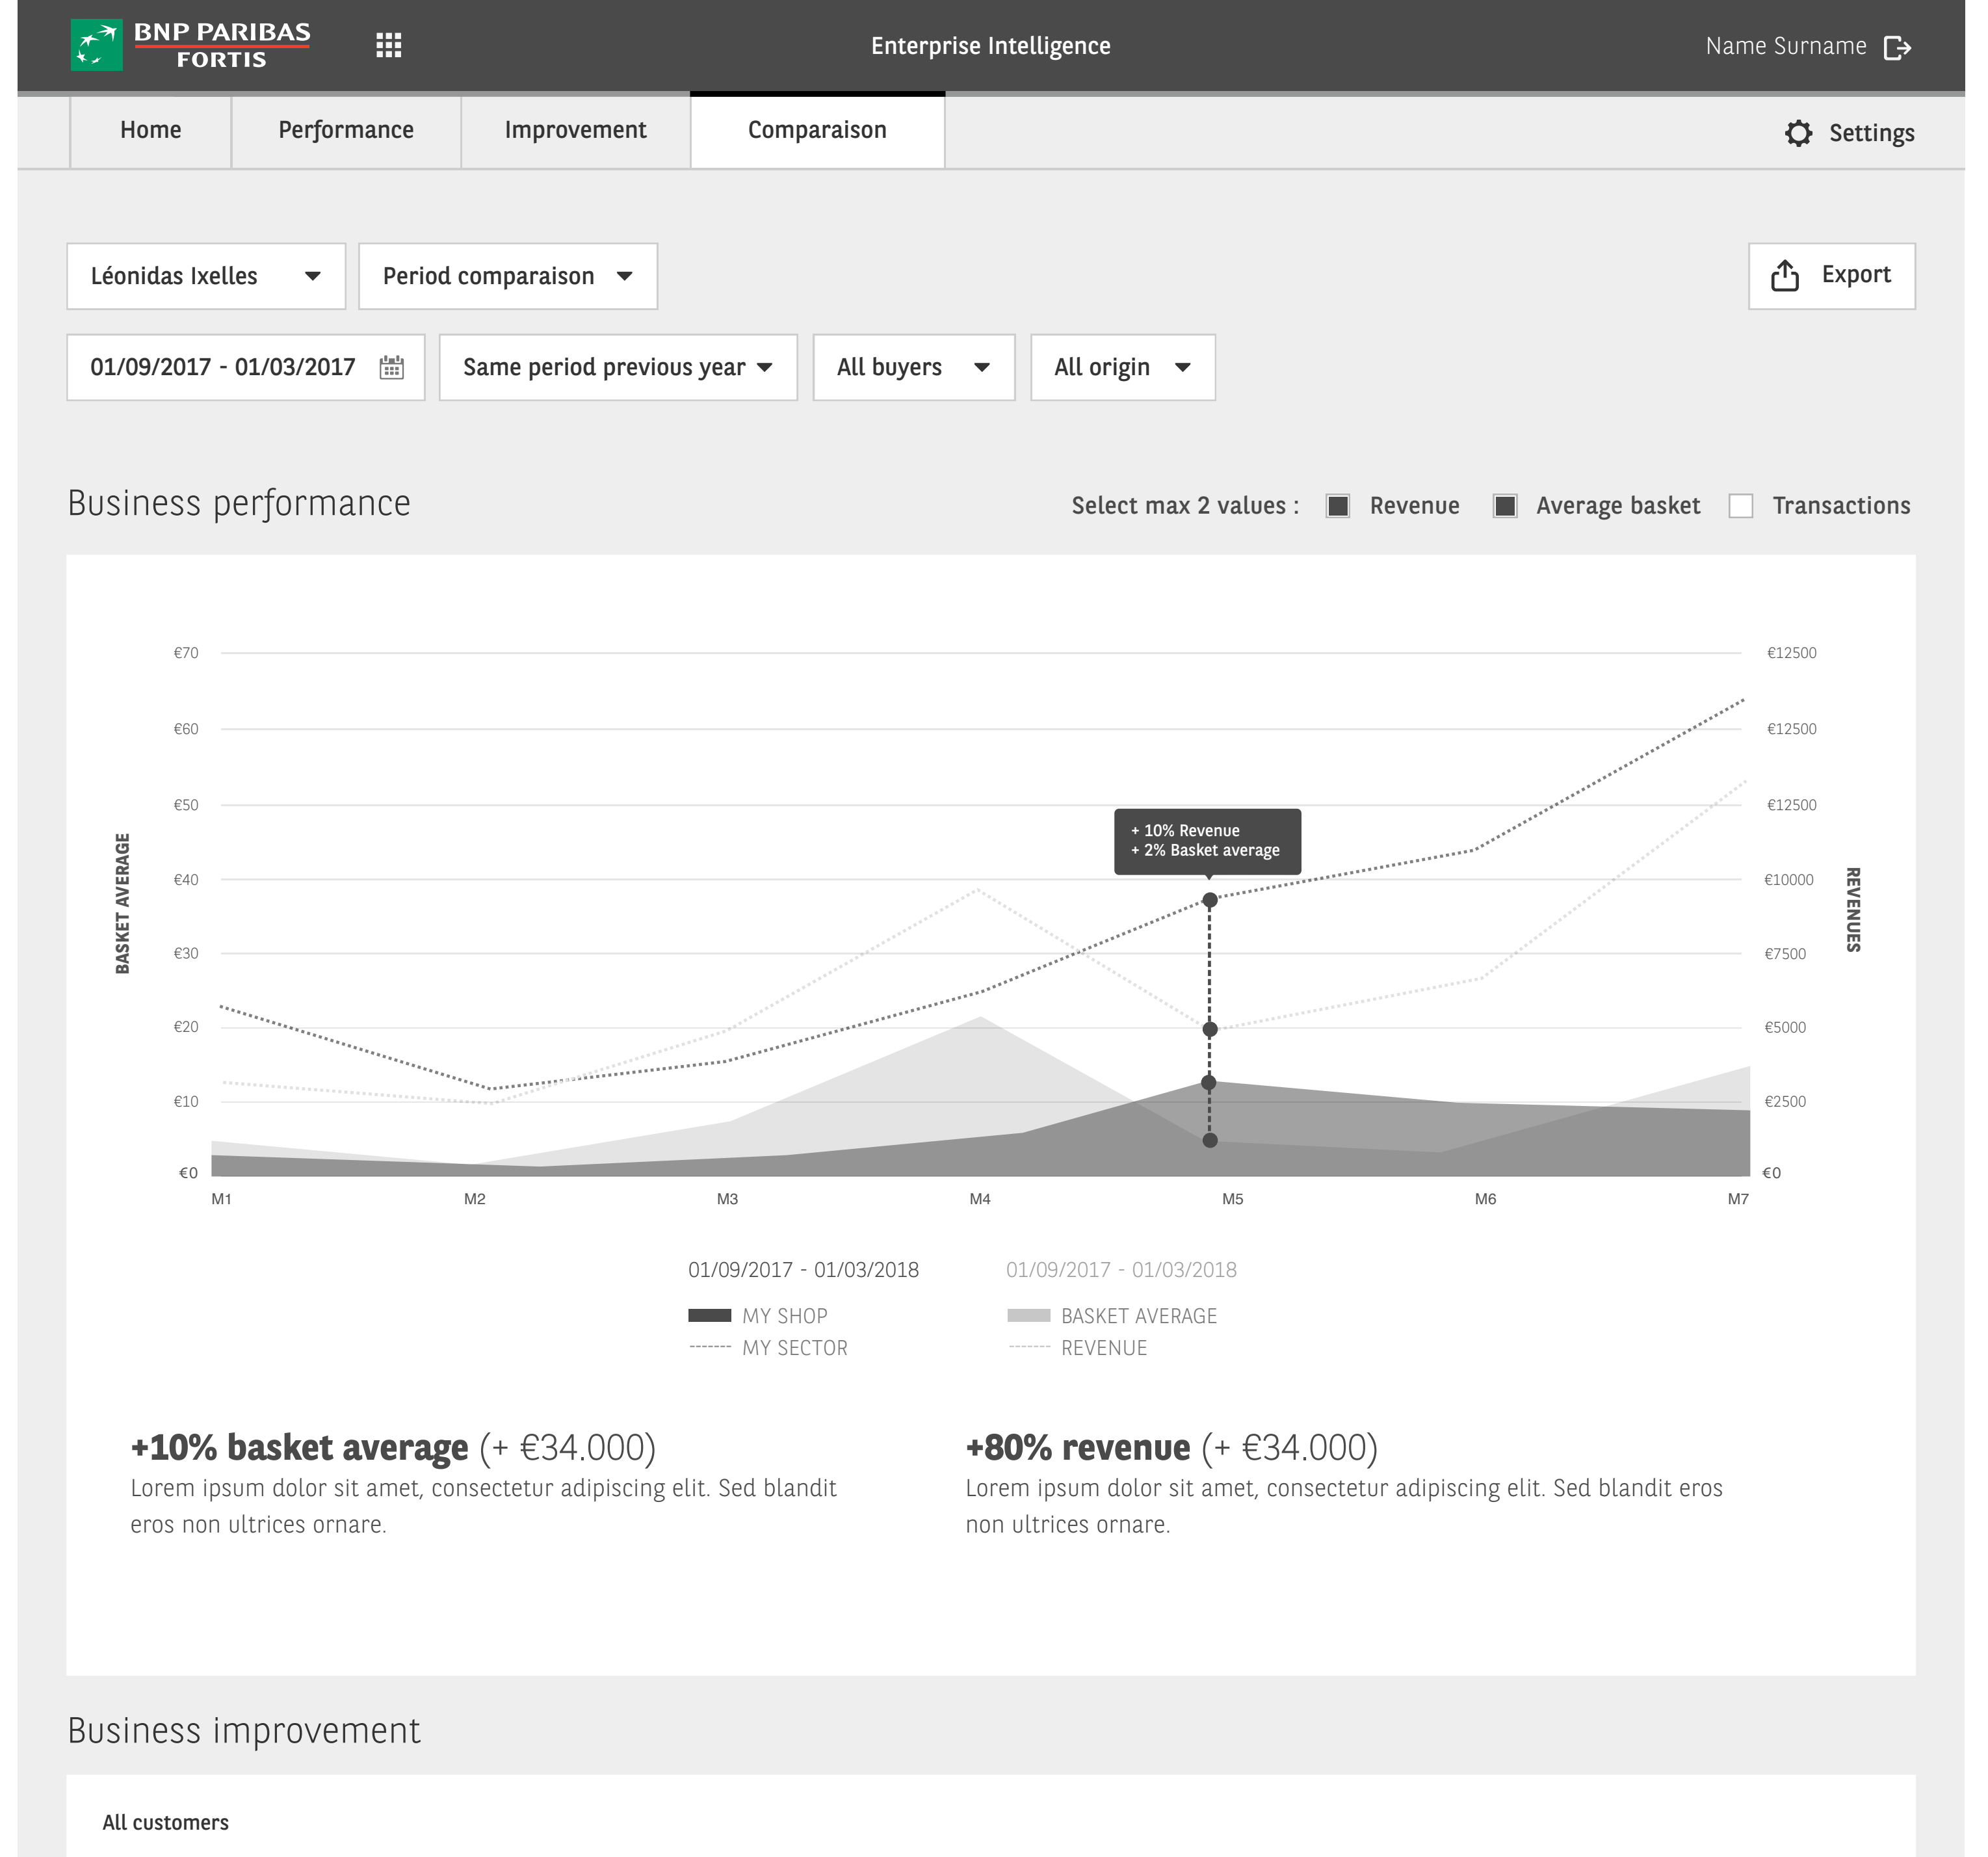 BNP PARIBAS
FORTIS
Enterprise Intelligence
Name Surname
Home
Performance
Improvement
Comparaison
Settings
Léonidas Ixelles
Period comparaison
Export
01/09/2017 - 01/03/2017
Same period previous year
All buyers
All origin
Business performance
Select max 2 values :
Revenue
Average basket
Transactions
€70
€12500
€60
€12500
€50
€12500
+ 10% Revenue
+ 2% Basket average
€40
€10000
BASKET AVERAGE
REVENUES
€30
€7500
€20
€5000
€10
€2500
€0
€0
M1
M2
M3
M4
M5
M6
M7
01/09/2017 - 01/03/2018
01/09/2017 - 01/03/2018
MY SHOP
BASKET AVERAGE
MY SECTOR
REVENUE
+10% basket average (+ €34.000)
Lorem ipsum dolor sit amet, consectetur adipiscing elit. Sed blandit
eros non ultrices ornare.
+80% revenue (+ €34.000)
Lorem ipsum dolor sit amet, consectetur adipiscing elit. Sed blandit eros
non ultrices ornare.
Business improvement
All customers